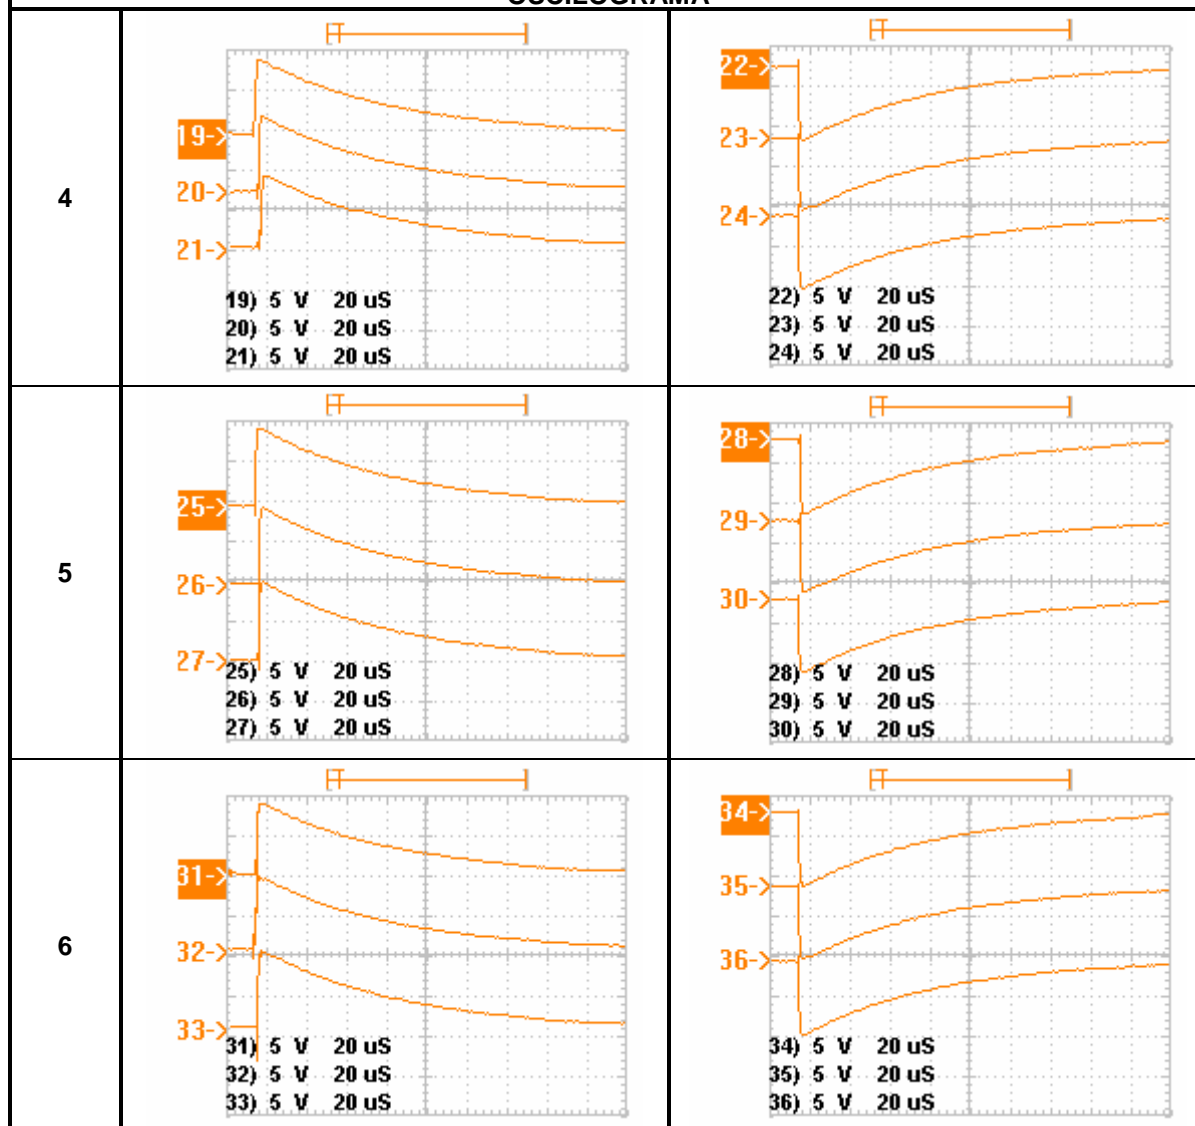 OSCILOGRAMA
4
19->
20->
21->
19) 5 V 20 uS
20) 5 V 20 uS
21) 5 V 20 uS
22->
23->
24->
22) 5 V 20 uS
23) 5 V 20 uS
24) 5 V 20 uS
5
25->
26->
27->
25) 5 V 20 uS
26) 5 V 20 uS
27) 5 V 20 uS
28->
29->
30->
28) 5 V 20 uS
29) 5 V 20 uS
30) 5 V 20 uS
6
31->
32->
33->
31) 5 V 20 uS
32) 5 V 20 uS
33) 5 V 20 uS
34->
35->
36->
34) 5 V 20 uS
35) 5 V 20 uS
36) 5 V 20 uS